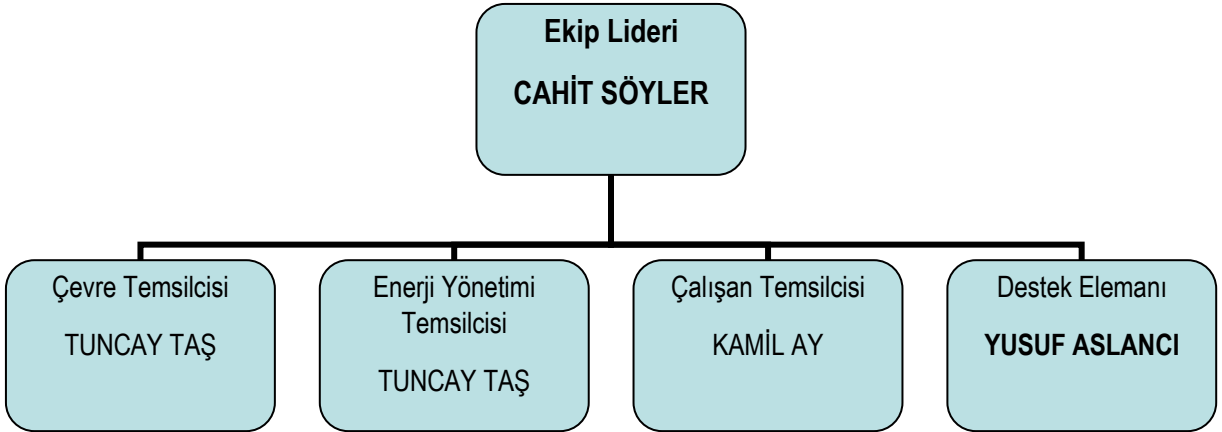 Ekip Lideri
CAHİT SÖYLER
Çevre Temsilcisi
TUNCAY TAŞ
Enerji Yönetimi
Temsilcisi
TUNCAY TAŞ
Çalışan Temsilcisi
KAMİL AY
Destek Elemanı
YUSUF ASLANCI